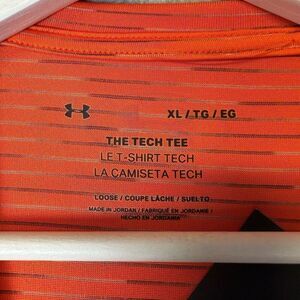 XL / TG / EG
THE TECH TEE
LE T-SHIRT TECH
LA CAMISETA TECH
LOOSE / COUPE LÂCHE / SUELTO
MADE IN JORDAN / FABRIQUÉ EN JORDANIE /
HECHO EN JORDANIA